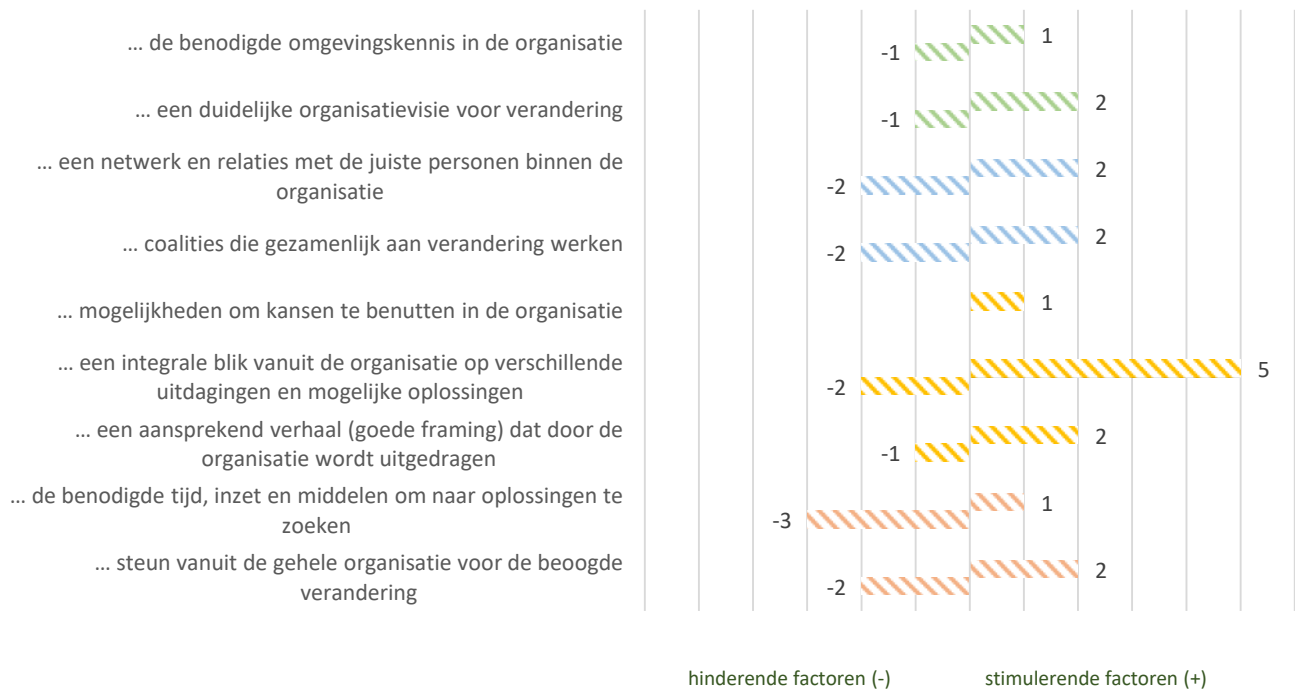 ... de benodigde omgevingskennis in de organisatie
-1
1
... een duidelijke organisatievisie voor verandering
-1
2
... een netwerk en relaties met de juiste personen binnen de
organisatie
-2
2
... coalities die gezamenlijk aan verandering werken
-2
2
... mogelijkheden om kansen te benutten in de organisatie
1
... een integrale blik vanuit de organisatie op verschillende
uitdagingen en mogelijke oplossingen
-2
5
... een aansprekend verhaal (goede framing) dat door de
organisatie wordt uitgedragen
-1
2
... de benodigde tijd, inzet en middelen om naar oplossingen te
zoeken
-3
1
... steun vanuit de gehele organisatie voor de beoogde
verandering
-2
2
hinderende factoren (-)
stimulerende factoren (+)